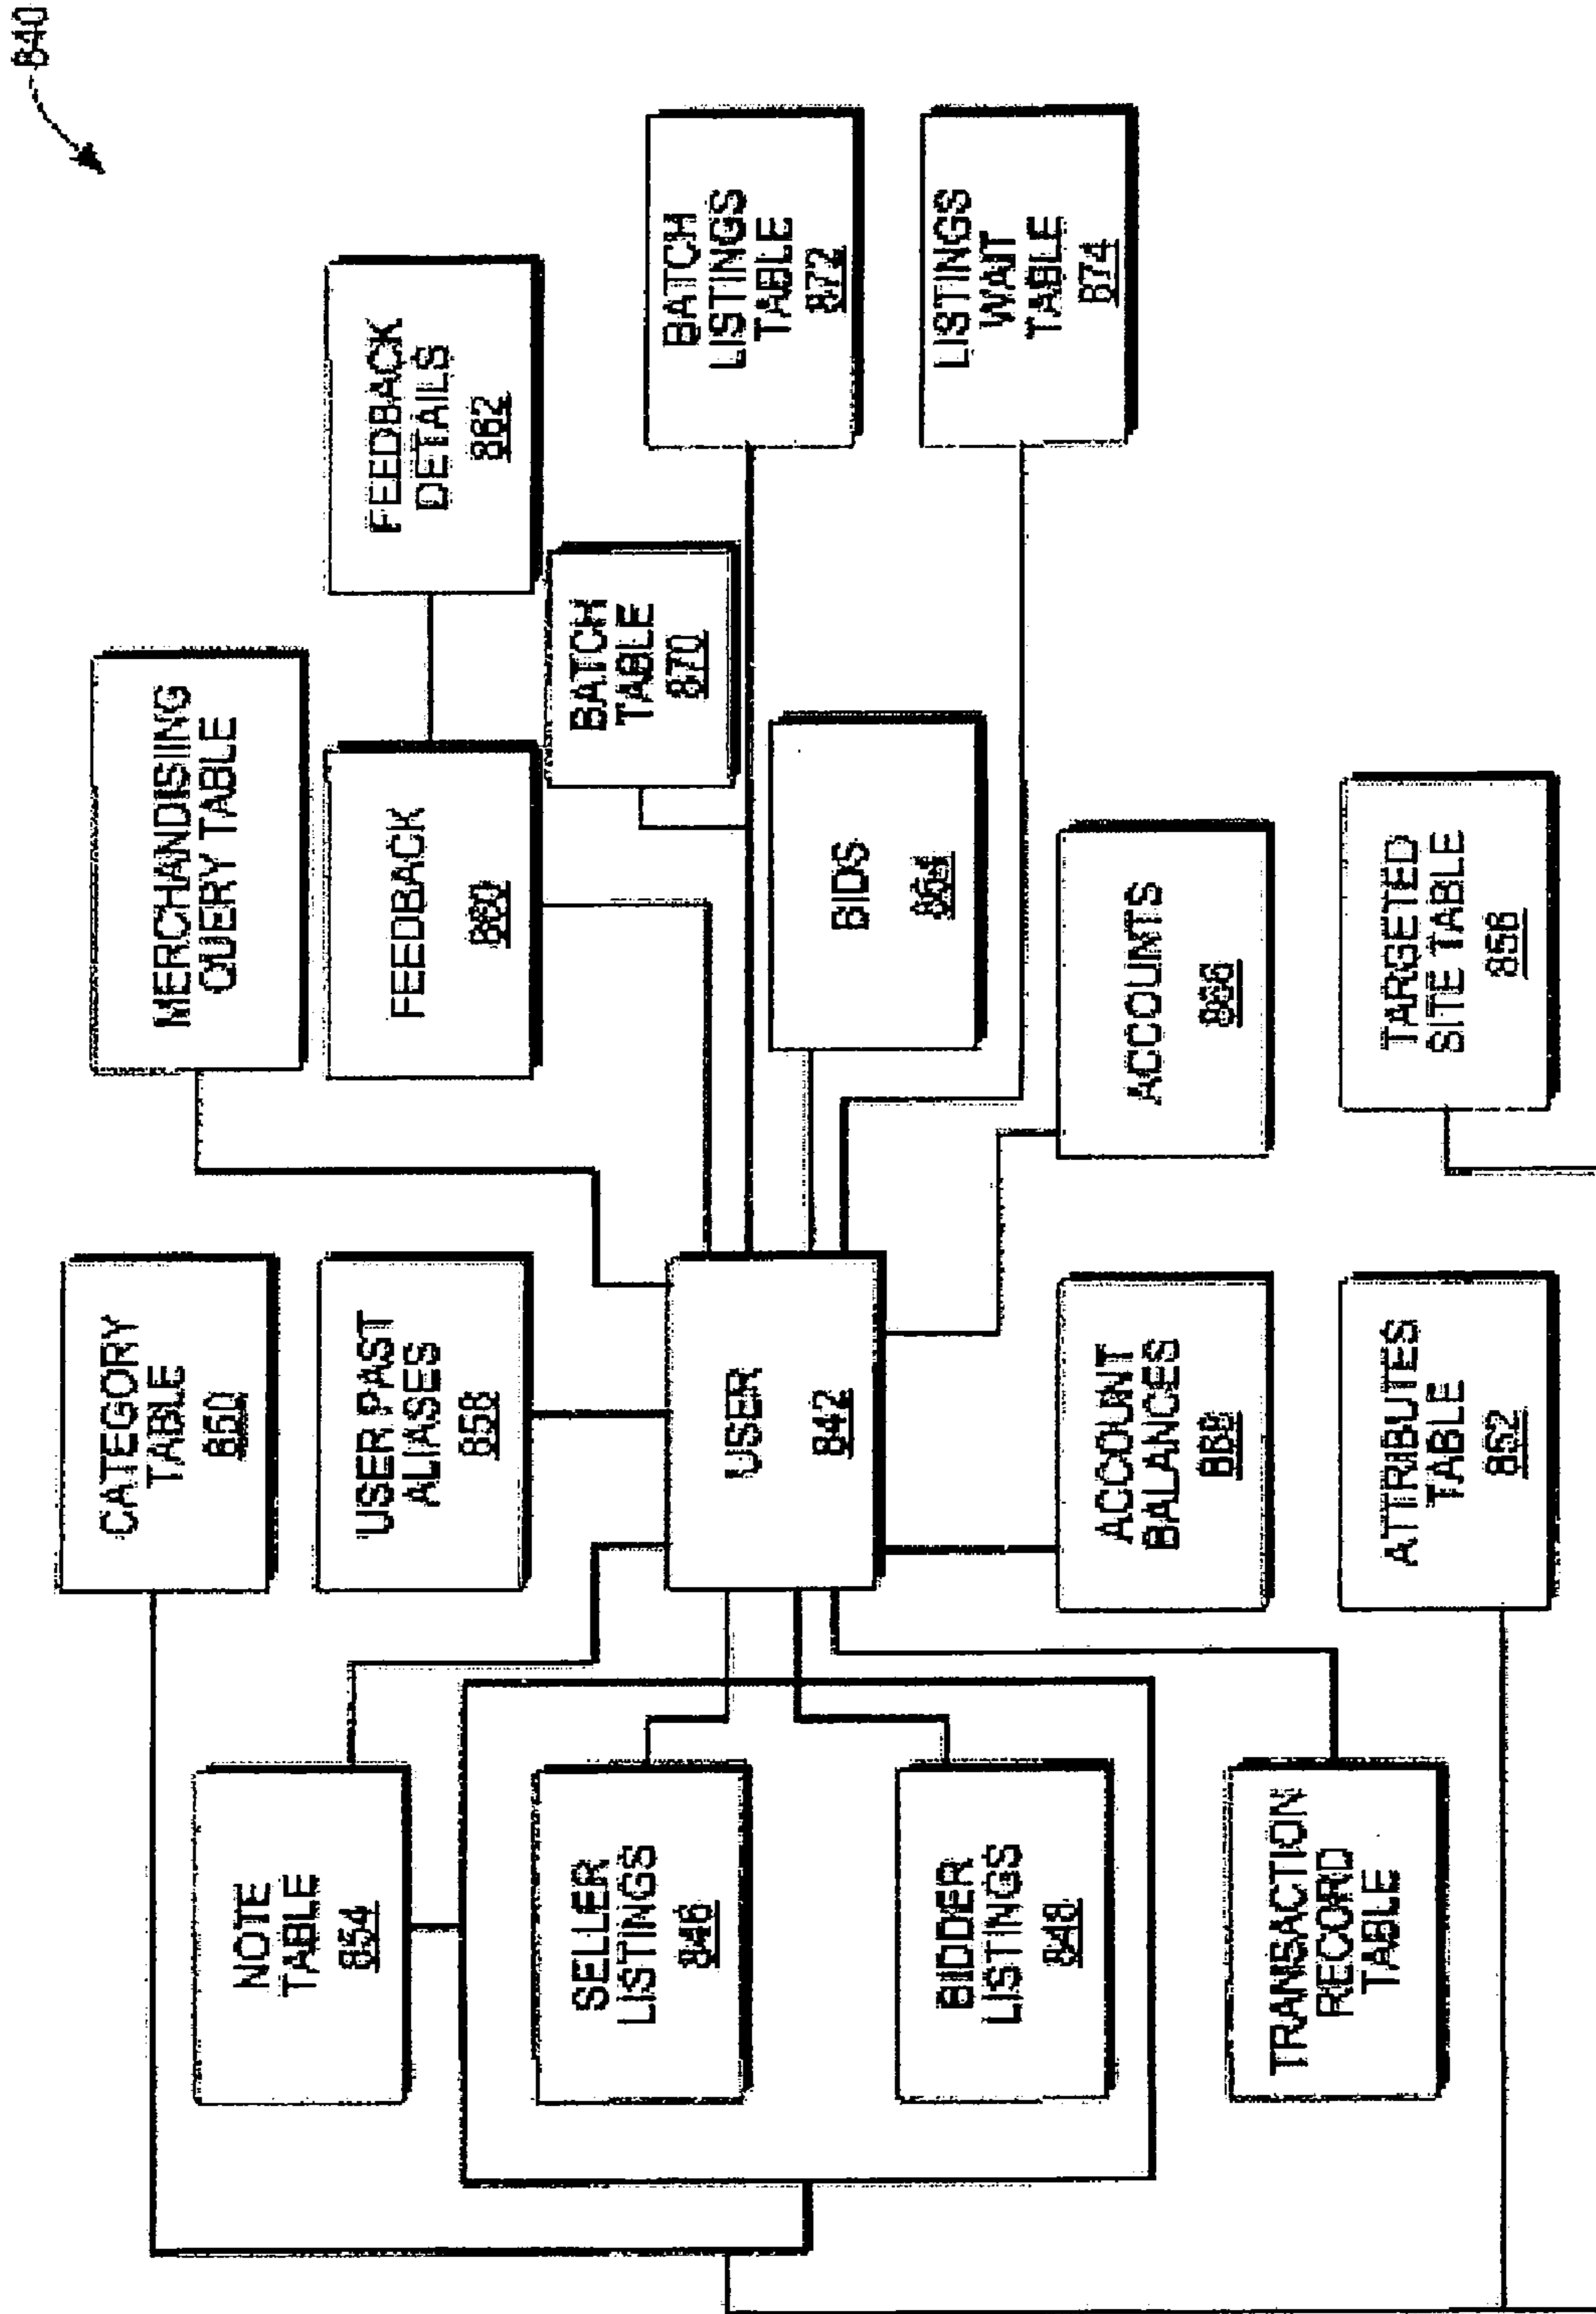 840
CATEGORY
TABLE
850
MERCHANDISING
QUERY TABLE
NOTE
TABLE
854
USER PAST
ALIASES
858
FEEDBACK
860
FEEDBACK
DETAILS
862
SELLER
LISTINGS
846
USER
842
BATCH
TABLE
870
BATCH
LISTINGS
TABLE
872
BIDDER
LISTINGS
848
BIDS
864
LISTINGS
WAIT
TABLE
874
ACCOUNT
BALANCES
ACCOUNTS
TRANSACTION
RECORD
TABLE
ATTRIBUTES
TABLE
852
TARGETED
SITE TABLE
856